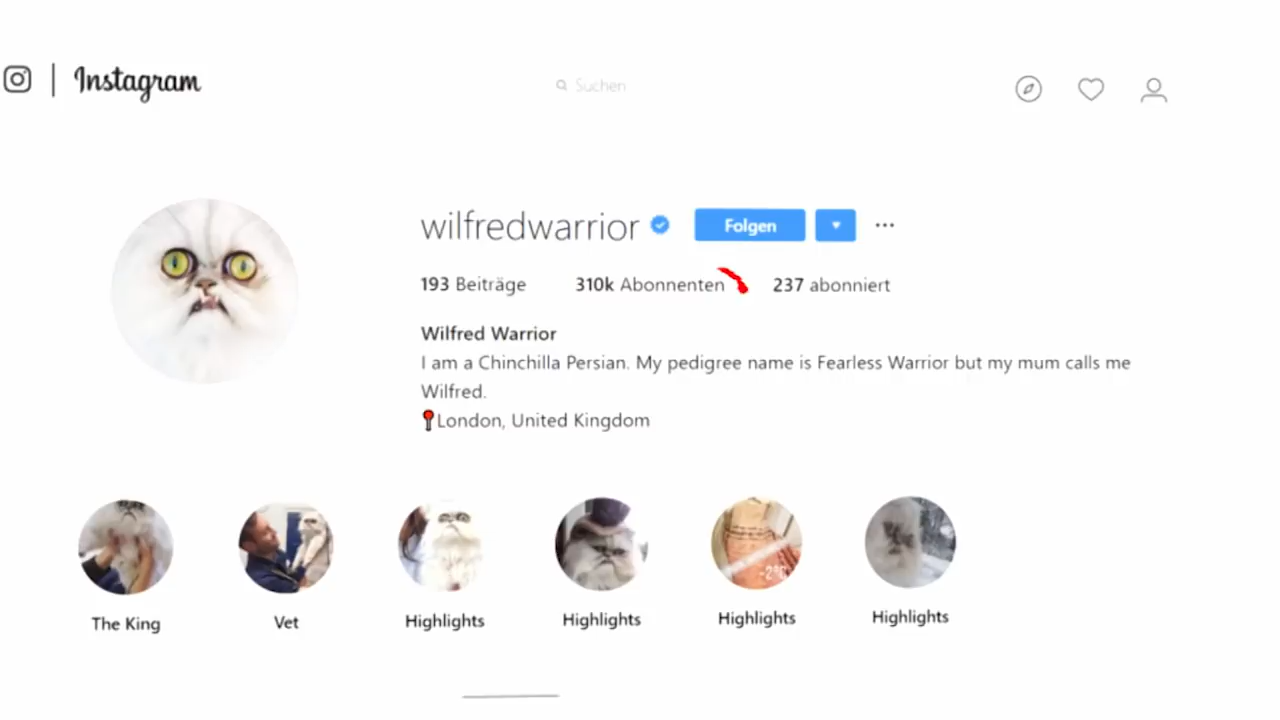 Instagram
Suchen
wilfredwarrior Folgen
193 Beiträge 310k Abonnenten 237 abonniert
Wilfred Warrior
I am a Chinchilla Persian. My pedigree name is Fearless Warrior but my mum calls me
Wilfred.
London, United Kingdom
-2°C
The King Vet Highlights Highlights Highlights Highlights